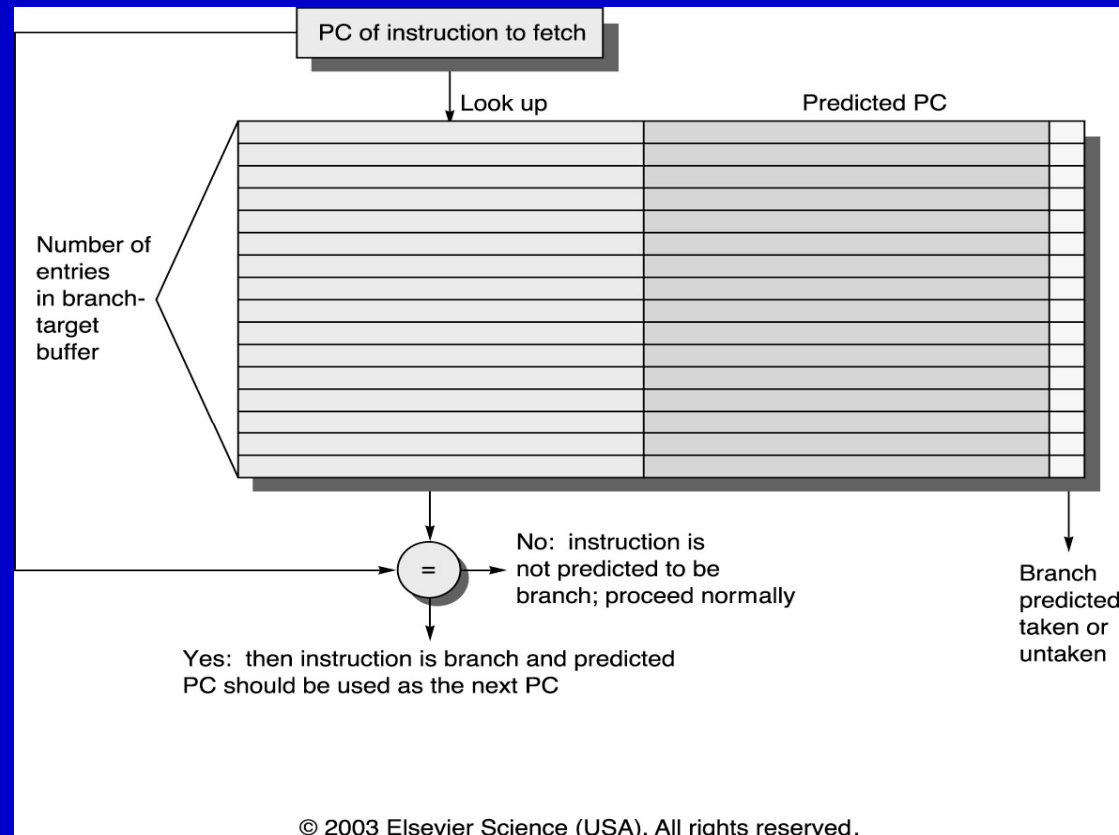 PC of instruction to fetch
Look up
Predicted PC
Number of
entries
in branch-
target
buffer
=
No: instruction is
not predicted to be
branch; proceed normally
Branch
predicted
taken or
untaken
Yes: then instruction is branch and predicted
PC should be used as the next PC
© 2003 Elsevier Science (USA). All rights reserved.